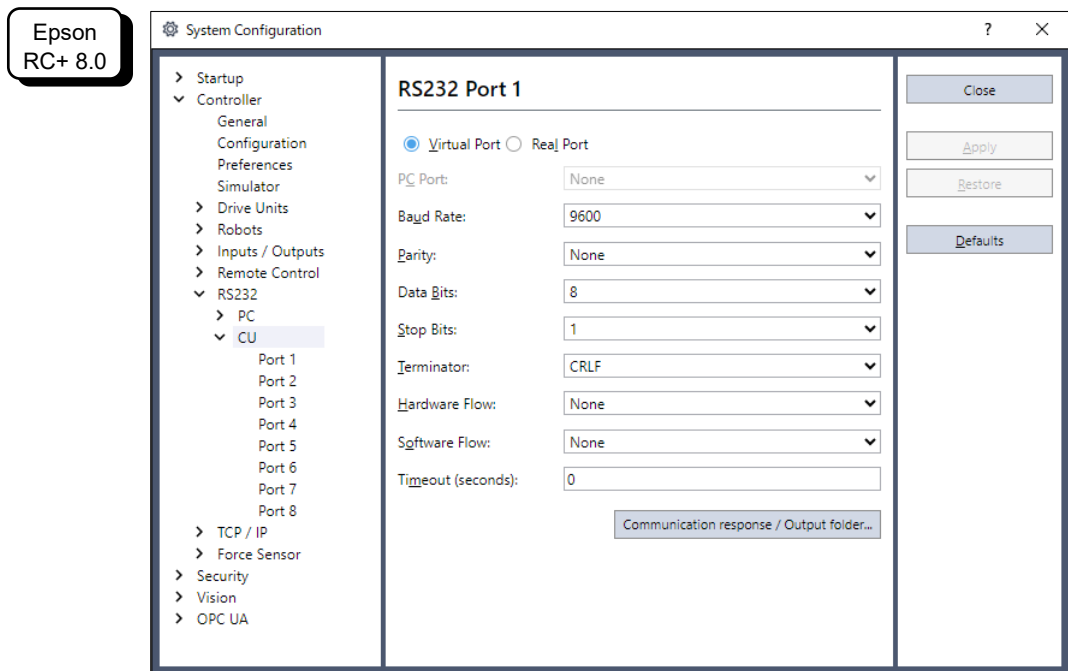 Epson
RC+ 8.0
System Configuration
?
Startup
Controller
General
Configuration
Preferences
Simulator
Drive Units
Robots
Inputs / Outputs
Remote Control
RS232
PC
CU
Port 1
Port 2
Port 3
Port 4
Port 5
Port 6
Port 7
Port 8
TCP / IP
Force Sensor
Security
Vision
OPC UA
RS232 Port 1
Virtual Port Real Port
PC Port: None
Baud Rate: 9600
Parity: None
Data Bits: 8
Stop Bits: 1
Terminator: CRLF
Hardware Flow: None
Software Flow: None
Timeout (seconds): 0
Communication response / Output folder...
Close
Apply
Restore
Defaults